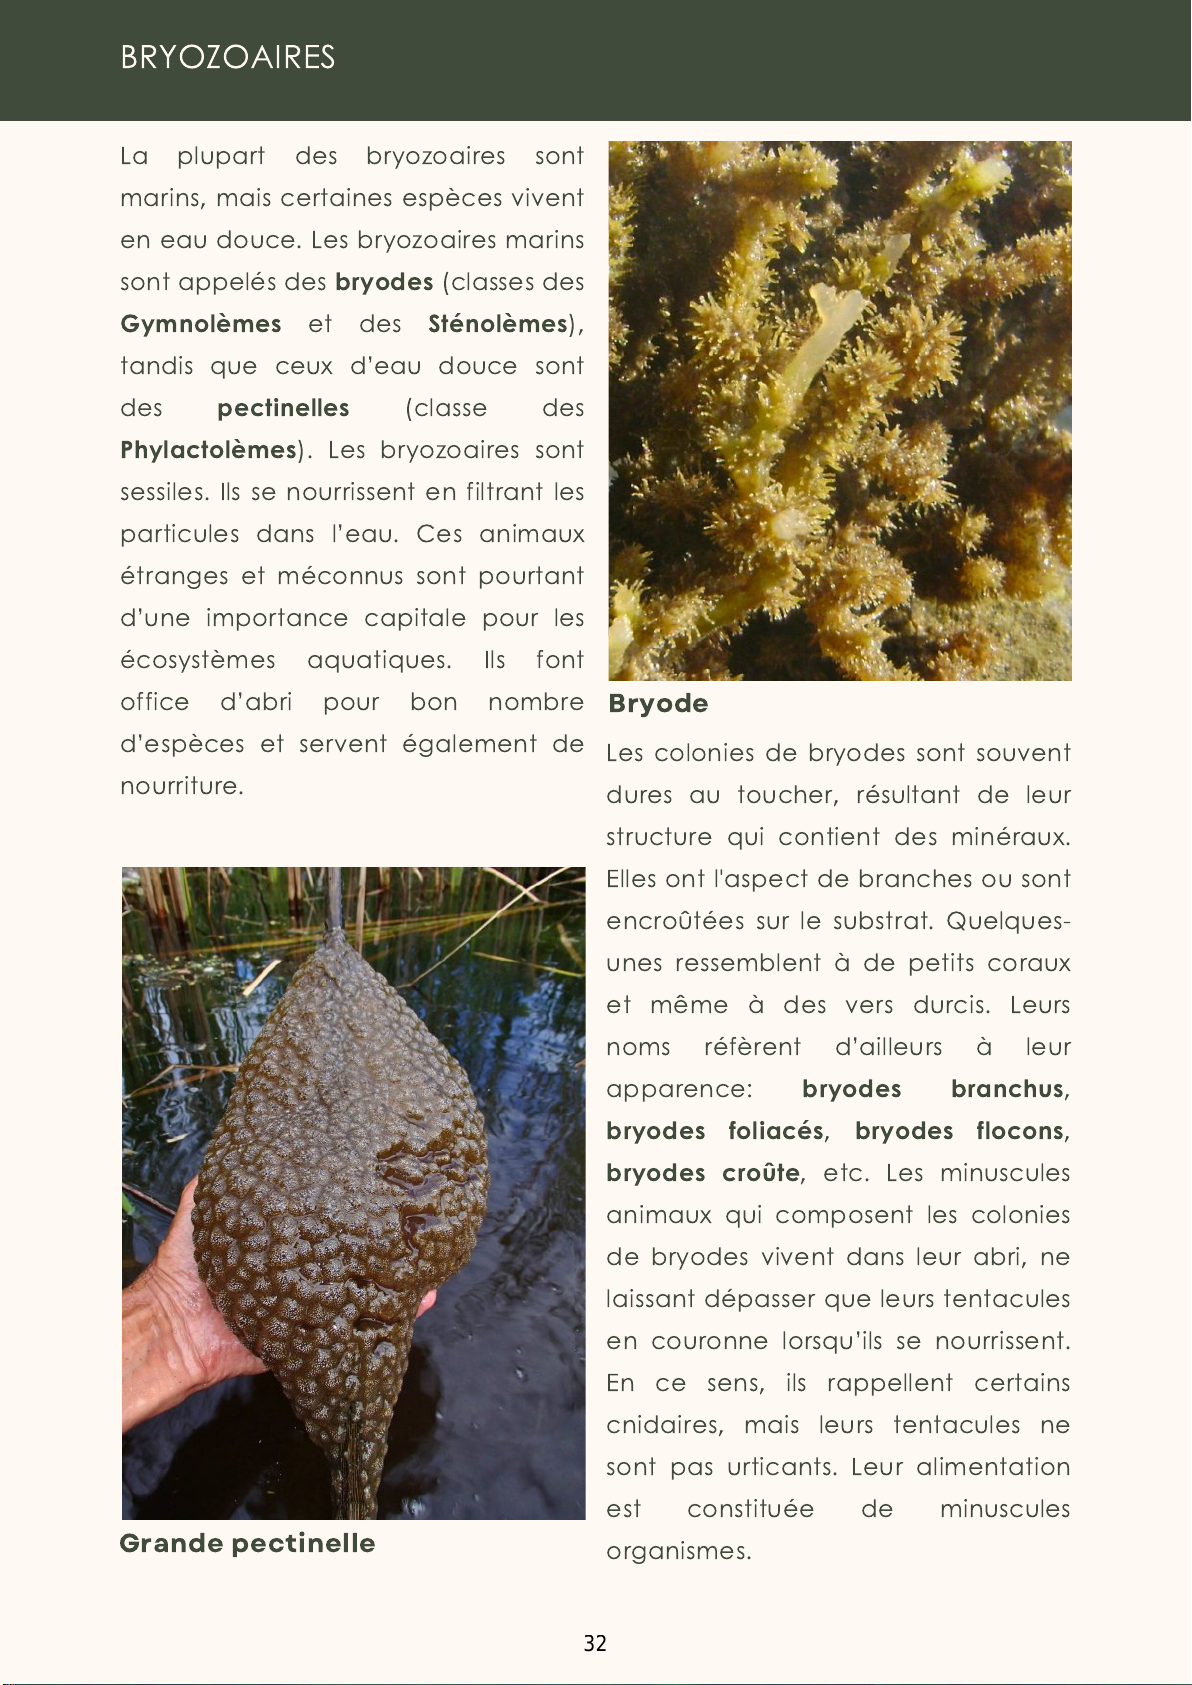 BRYOZOAIRES
La plupart des bryozoaires sont
marins, mais certaines espèces vivent
en eau douce. Les bryozoaires marins
sont appelés des bryodes (classes des
Gymnolèmes et des Sténolèmes),
tandis que ceux d'eau douce sont
des pectinelles (classe des
Phylactolèmes). Les bryozoaires sont
sessiles. Ils se nourrissent en filtrant les
particules dans l'eau. Ces animaux
étranges et méconnus sont pourtant
d'une importance capitale pour les
écosystèmes aquatiques. Ils font
office d'abri pour bon nombre
d'espèces et servent également de
nourriture.
Grande pectinelle
Bryode
Les colonies de bryodes sont souvent
dures au toucher, résultant de leur
structure qui contient des minéraux.
Elles ont l'aspect de branches ou sont
encroûtées sur le substrat. Quelques-
unes ressemblent à de petits coraux
et même à des vers durcis. Leurs
noms réfèrent d'ailleurs à leur
apparence: bryodes branchus,
bryodes foliacés, bryodes flocons,
bryodes croûte, etc. Les minuscules
animaux qui composent les colonies
de bryodes vivent dans leur abri, ne
laissant dépasser que leurs tentacules
en couronne lorsqu'ils se nourrissent.
En ce sens, ils rappellent certains
cnidaires, mais leurs tentacules ne
sont pas urticants. Leur alimentation
est constituée de minuscules
organismes.
32